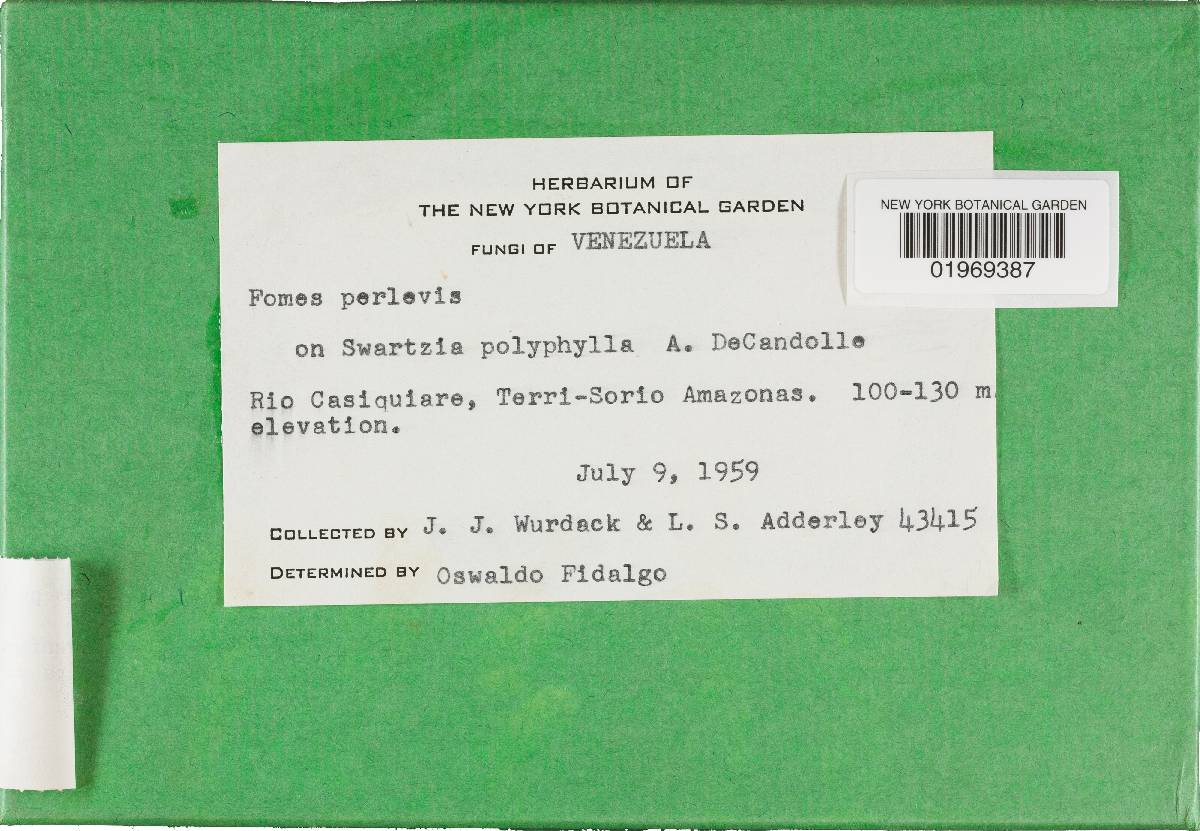 HERBARIUM OF
THE NEW YORK BOTANICAL GARDEN
FUNGI OF VENEZUELA
NEW YORK BOTANICAL GARDEN
01969387
Fomes perlevis
on Swartzia polyphylla A. DeCandolle
Rio Casiquiare, Terri-Sorio Amazonas. 100-130 m.
elevation.
July 9, 1959
COLLECTED BY J. J. Wurdack & L. S. Adderley 43415
DETERMINED BY Oswaldo Fidalgo